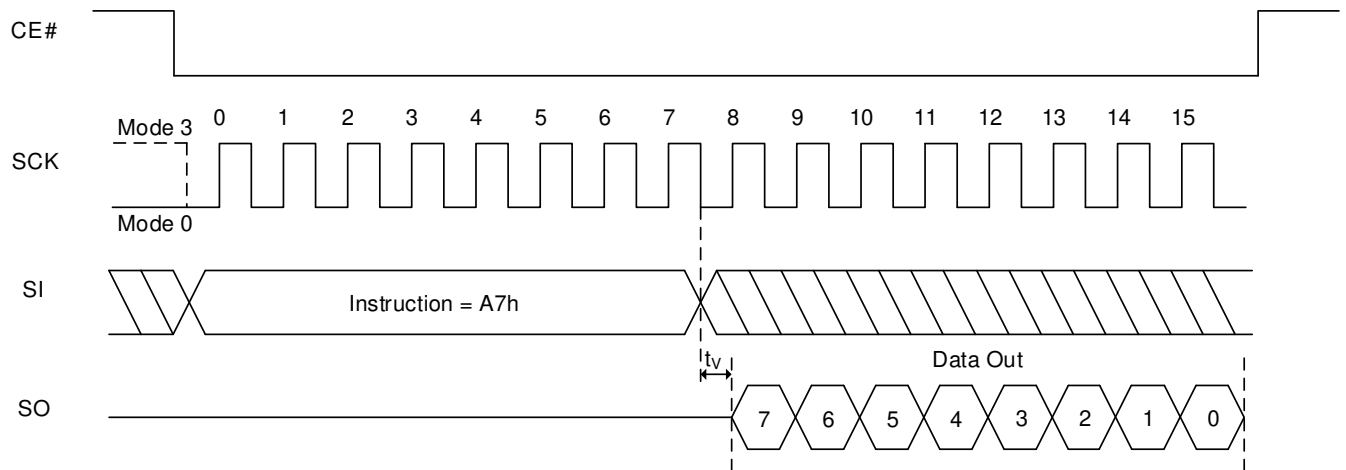 CE#
Mode 3 0 1 2 3 4 5 6 7 8 9 10 11 12 13 14 15
SCK
Mode 0
SI Instruction = A7h
tV Data Out
SO 7 6 5 4 3 2 1 0